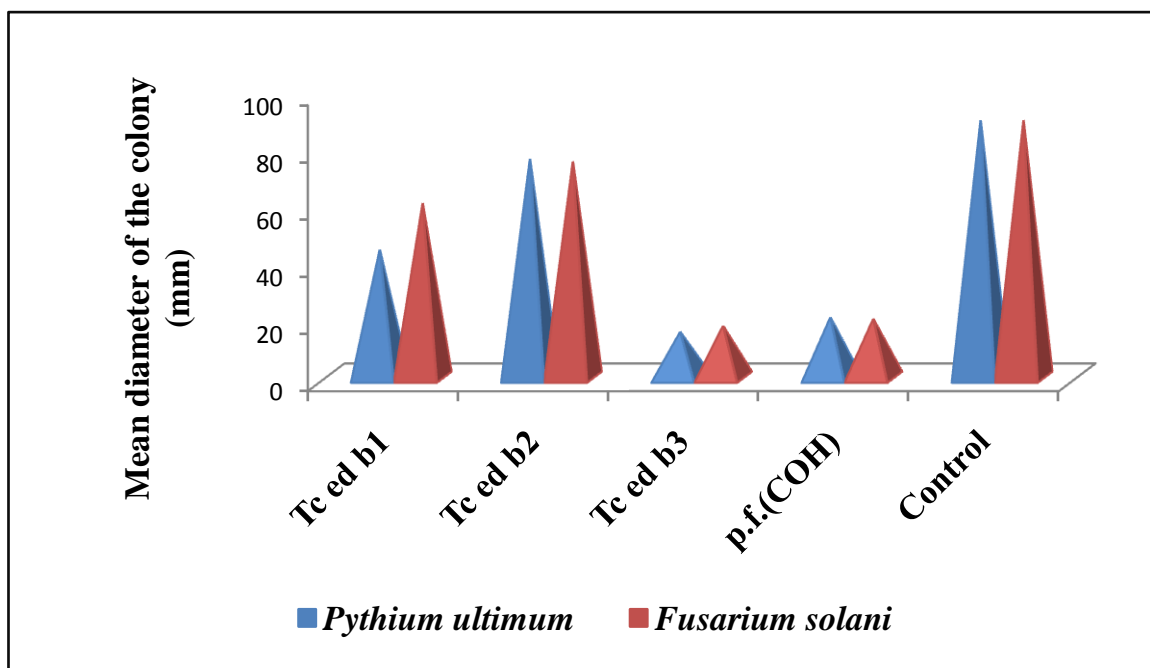 Mean diameter of the colony
(mm)
100
80
60
40
20
0
Tc ed b1
Tc ed b2
Tc ed b3
p.f.(COH)
Control
Pythium ultimum
Fusarium solani